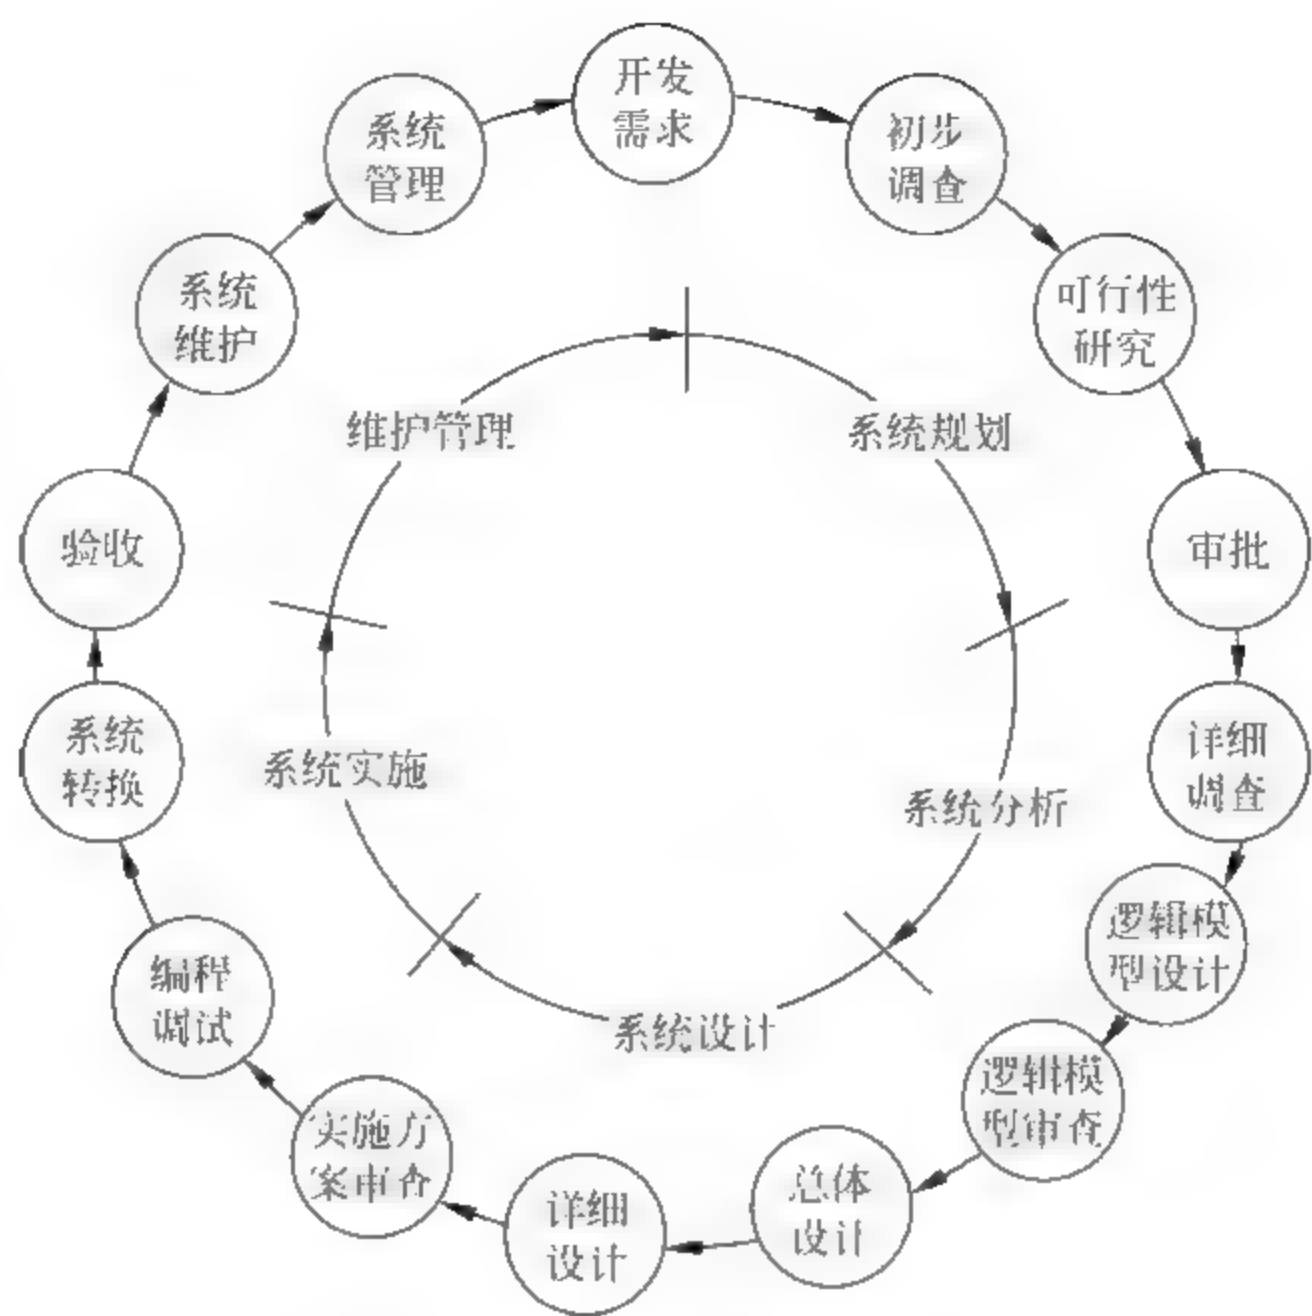 开发
需求
初步
调查
可行性
研究
审批
详细
调查
逻辑模
型设计
逻辑模
型审查
总体
设计
详细
设计
实施方
案审查
编程
调试
系统
转换
验收
系统
维护
系统
管理
系统规划
系统分析
系统设计
系统实施
维护管理